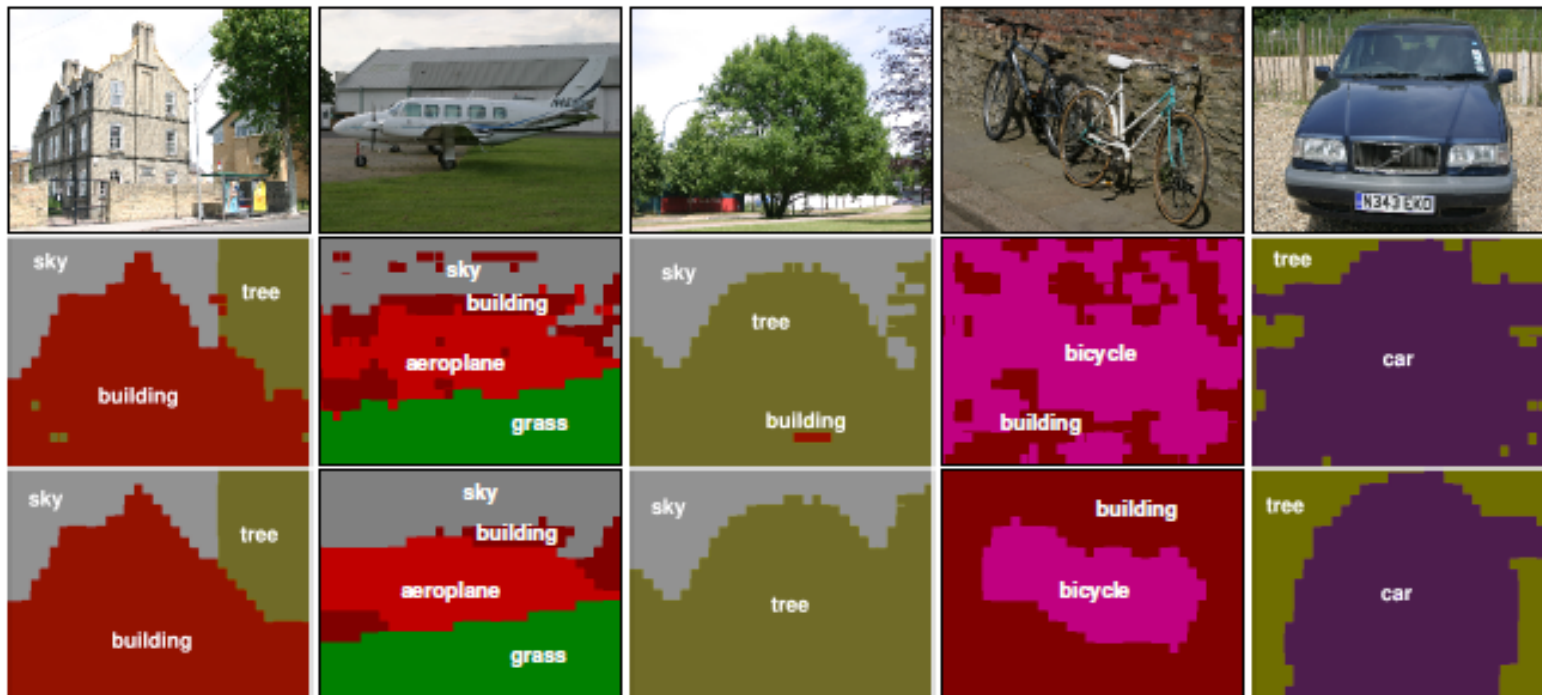 N343 EKO
sky
tree
building
sky
building
aeroplane
grass
sky
tree
building
bicycle
building
tree
car
sky
tree
building
sky
building
aeroplane
grass
sky
tree
building
bicycle
tree
car